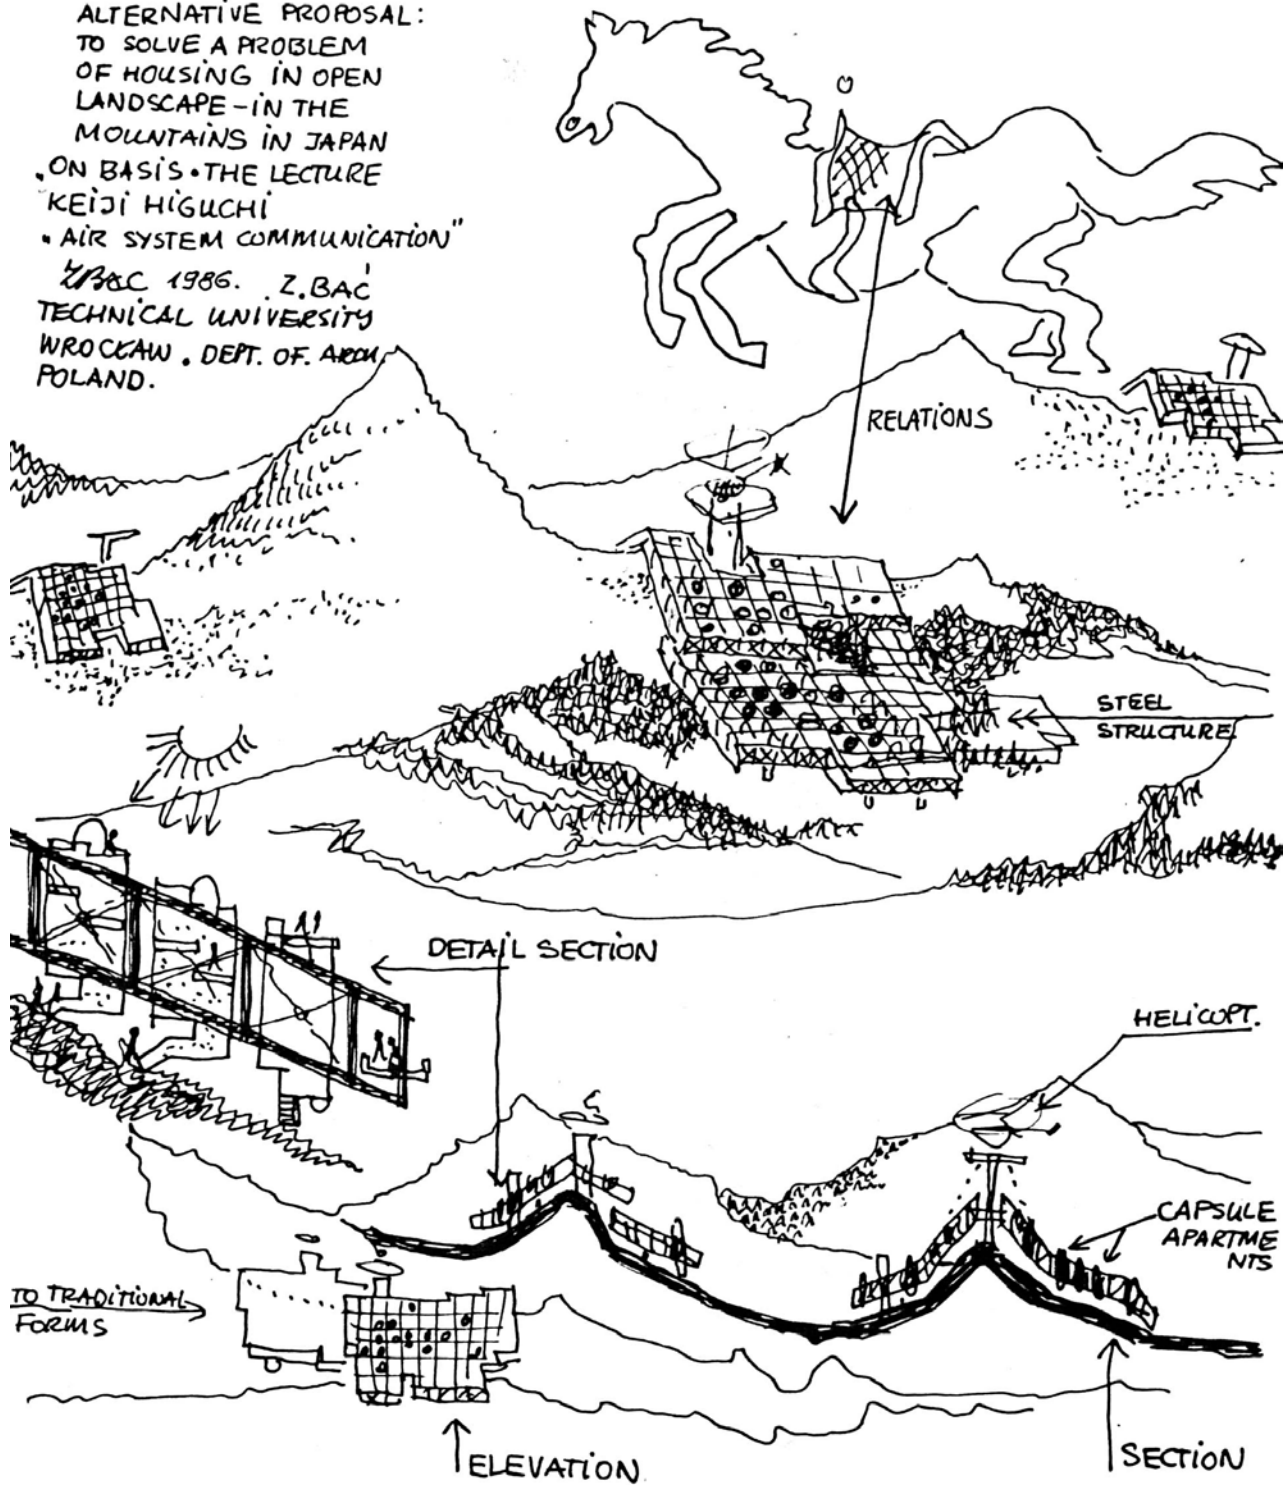 ALTERNATIVE PROPOSAL:
TO SOLVE A PROBLEM
OF HOUSING IN OPEN
LANDSCAPE - IN THE
MOUNTAINS IN JAPAN
ON BASIS • THE LECTURE
KEIJI HIGUCHI
"AIR SYSTEM COMMUNICATION"
ZBAC 1986. Z. BAĆ
TECHNICAL UNIVERSITY
WROCŁAW. DEPT. OF. ARCH.
POLAND.
RELATIONS
STEEL
STRUCTURE
DETAIL SECTION
HELICOPT.
CAPSULE
APARTME
NTS
TO TRADITIONAL
FORMS
ELEVATION
SECTION